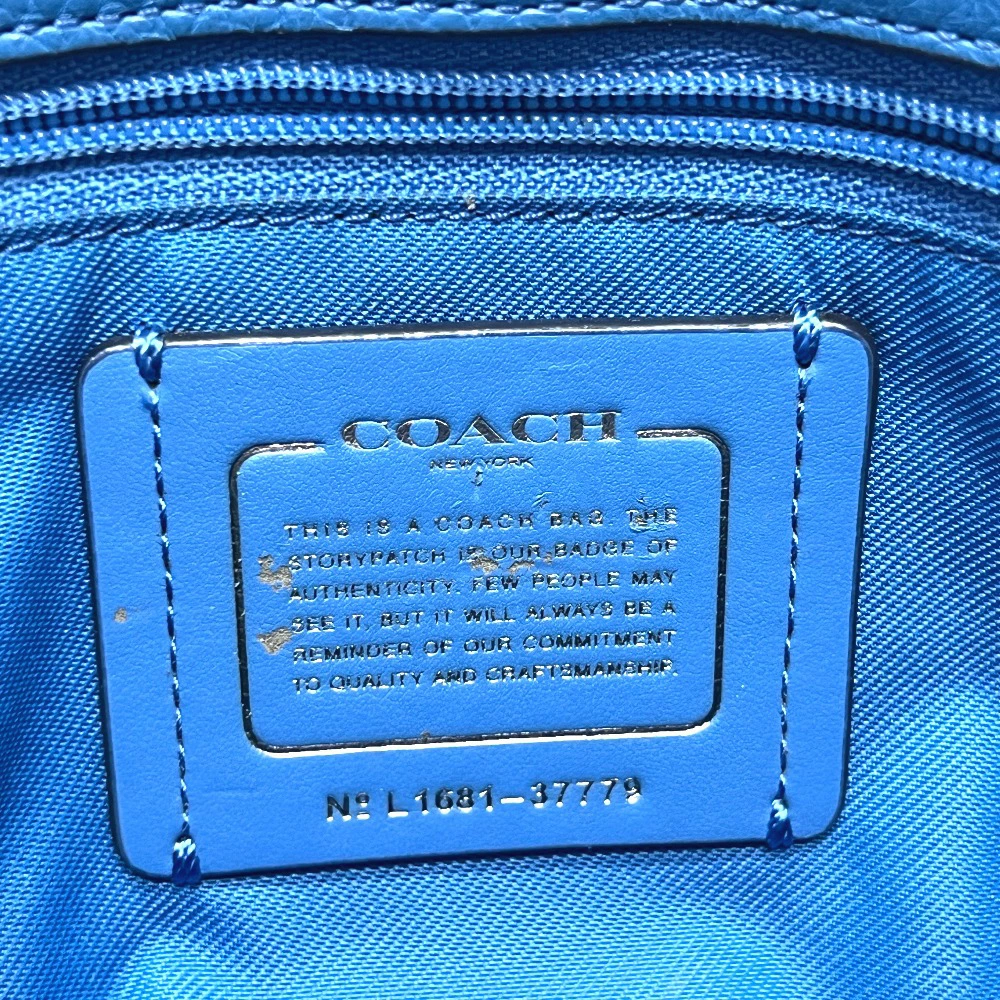 COACH
NEW YORK
THIS IS A COACH BAG. THE
STORYPATCH IS OUR BADGE OF
AUTHENTICITY. FEW PEOPLE MAY
SEE IT, BUT IT WILL ALWAYS BE A
REMINDER OF OUR COMMITMENT
TO QUALITY AND CRAFTSMANSHIP.
Nº L1681-37779